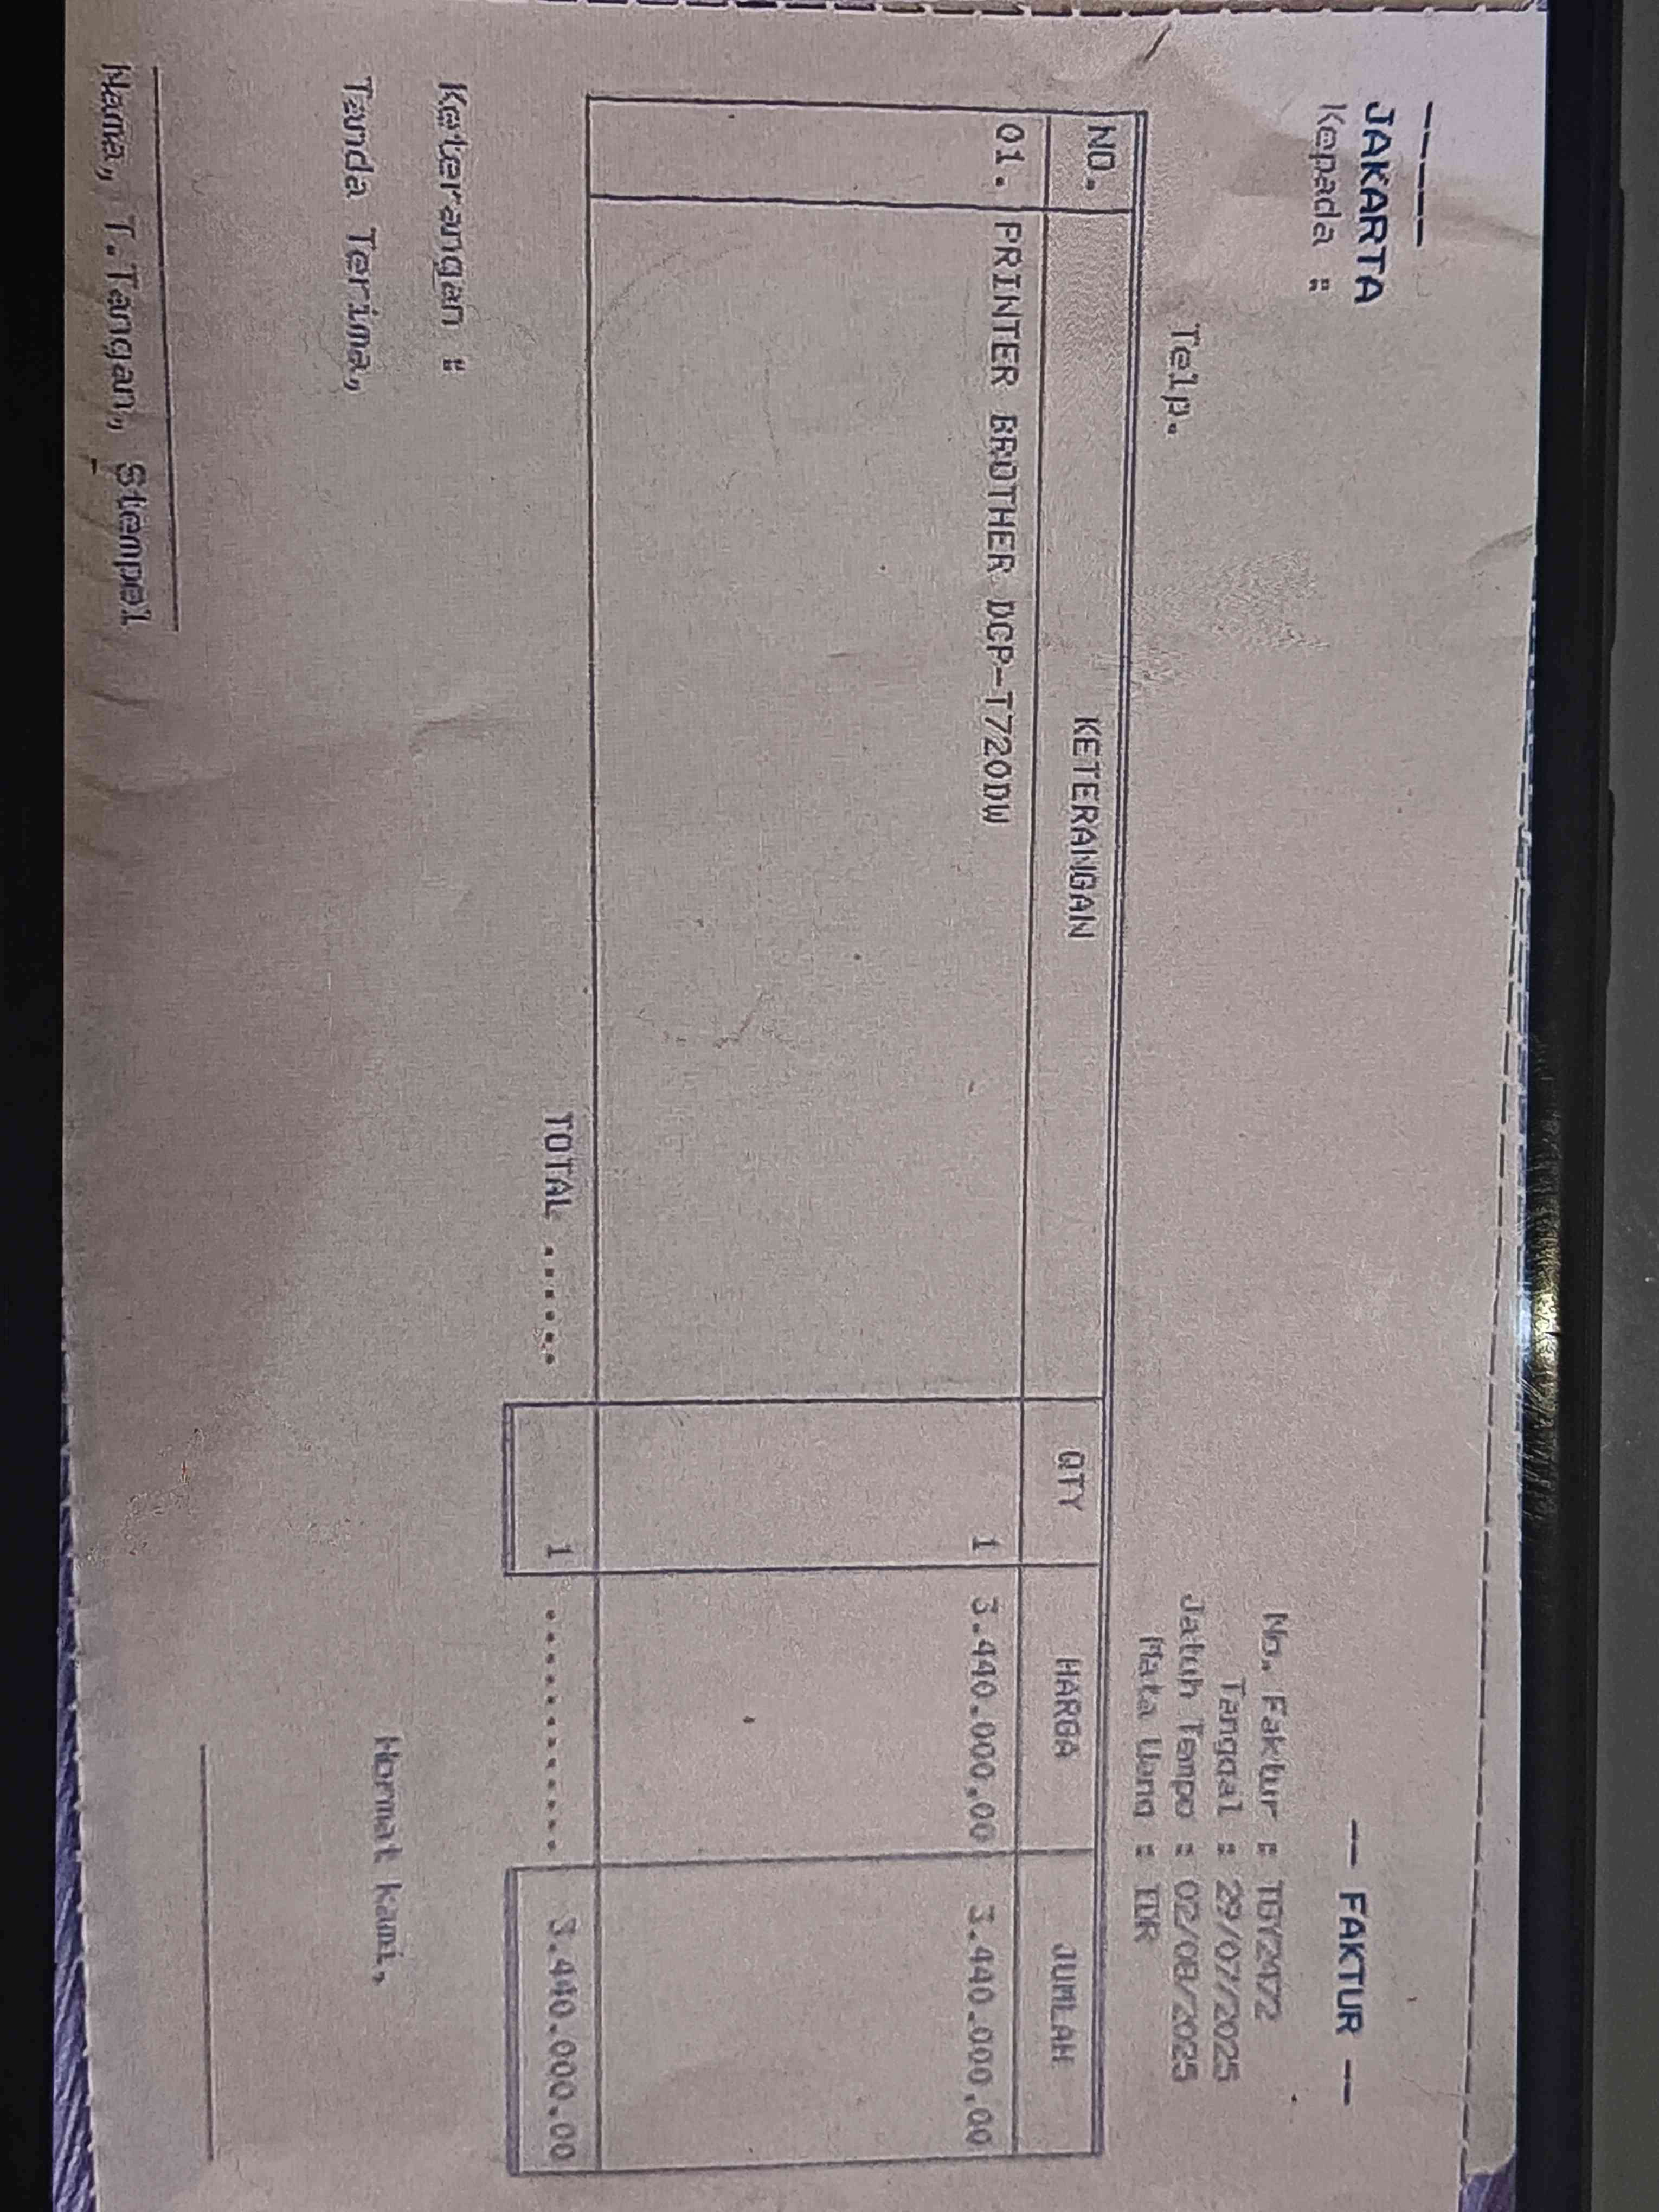 -----
JAKARTA
-- FAKTUR --
Kepada :
No. Faktur : TGY2472
Tanggal : 29/07/2025
Jatuh Tempo : 02/08/2025
Telp.
Mata Uang : IDR
NO. KETERANGAN QTY HARGA JUMLAH
01. PRINTER BROTHER DCP-T720DW 1 3.440.000,00 3.440.000,00
TOTAL ...... 1 .......... 3.440.000.00
Keterangan :
Tanda Terima,
Hormat kami,
Nama, T.Tangan, Stempel